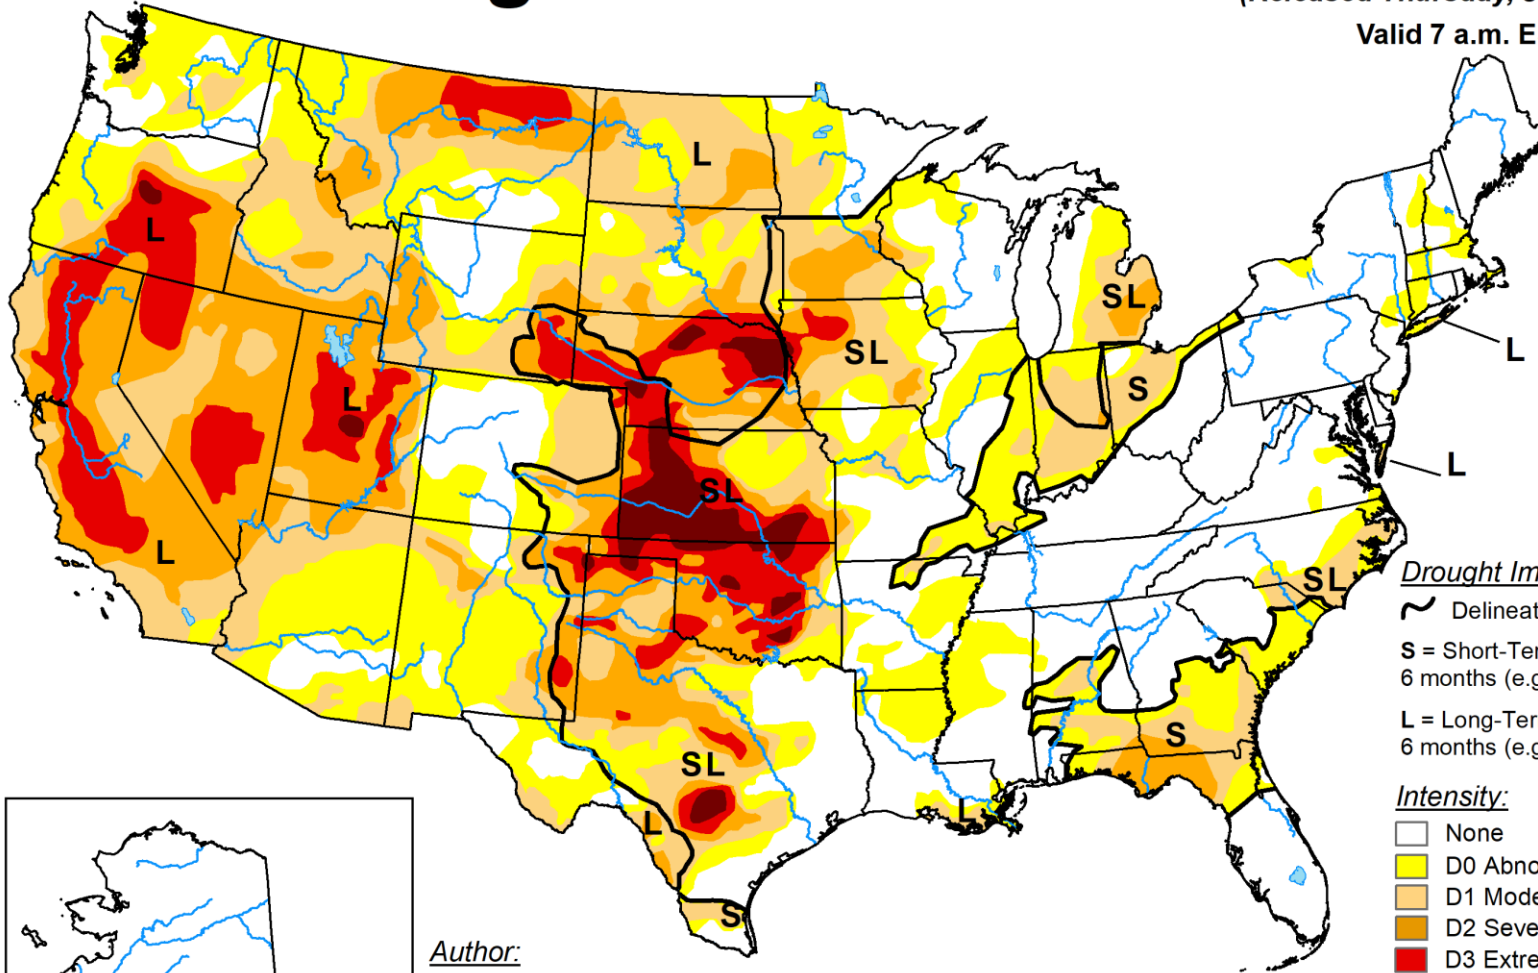 Valid 7 a.m. E
L
L
SL
SL
L
S
L
L
SL
L
L
SL
Drought Im
Delineat
S = Short-Ter
6 months (e.g
S
L = Long-Ter
6 months (e.g
SL
Intensity:
L
L
None
D0 Abno
D1 Mode
S
D2 Seve
Author:
D3 Extre